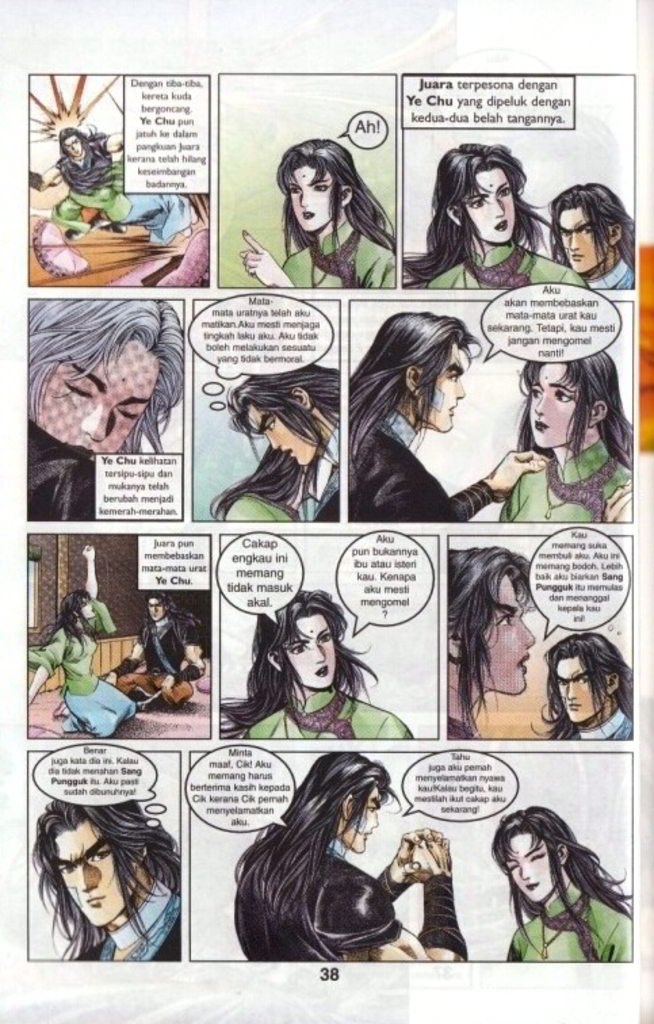 Dengan tiba-tiba,
kereta kuda
bergoncang.
Ye Chu pun
jatuh ke dalam
pangkuan Juara
kerana telah hilang
keseimbangan
badannya.
Ah!
Juara terpesona dengan
Ye Chu yang dipeluk dengan
kedua-dua belah tangannya.
Ye Chu kelihatan
tersipu-sipu dan
mukanya telah
berubah menjadi
kemerah-merahan.
Mata-
mata uratnya telah aku
matikan.Aku mesti menjaga
tingkah laku aku. Aku tidak
boleh melakukan sesuatu
yang tidak bermoral.
Aku
akan membebaskan
mata-mata urat kau
sekarang. Tetapi, kau mesti
jangan mengomel
nanti!
Juara pun
membebaskan
mata-mata urat
Ye Chu.
Cakap
engkau ini
memang
tidak masuk
akal.
Aku
pun bukannya
ibu atau isteri
kau. Kenapa
aku mesti
mengomel
?
Kau
memang suka
membuli aku. Aku ini
memang bodoh. Lebih
baik aku biarkan Sang
Pungguk itu memulas
dan menanggal
kepala kau
ini!
Benar
juga kata dia ini. Kalau
dia tidak menahan Sang
Pungguk itu. Aku pasti
sudah dibunuhnya!
Minta
maaf, Cik! Aku
memang harus
berterima kasih kepada
Cik kerana Cik pernah
menyelamatkan
aku.
Tahu
juga aku pernah
menyelamatkan nyawa
kau!Kalau begitu, kau
mestilah ikut cakap aku
sekarang!
38